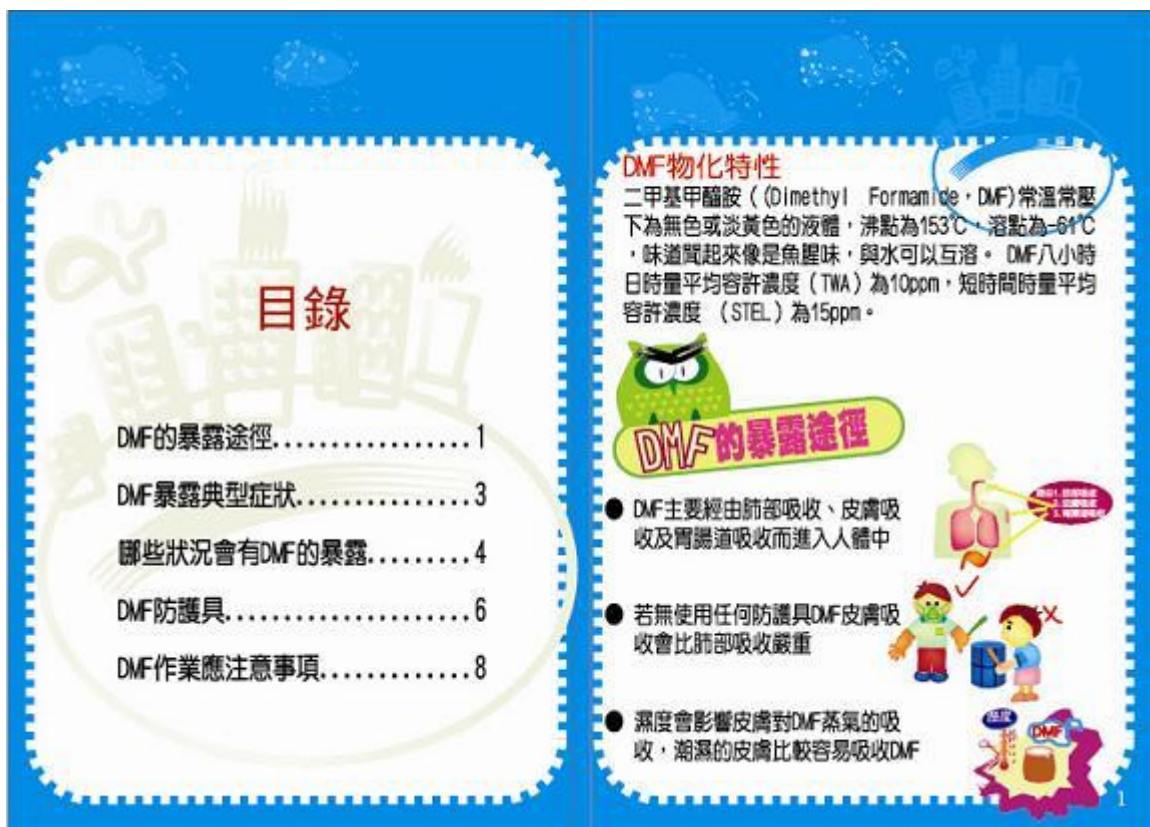 目錄
DMF的暴露途徑.................1
DMF暴露典型症狀...............3
哪些狀況會有DMF的暴露.........4
DMF防護具.....................6
DMF作業應注意事項.............8
DMF物化特性
二甲基甲醯胺((Dimethyl Formamide，DMF)常溫常壓
下為無色或淡黃色的液體，沸點為153℃，溶點為-61℃
，味道聞起來像是魚腥味，與水可以互溶。 DMF八小時
日時量平均容許濃度（TWA）為10ppm，短時間時量平均
容許濃度 （STEL）為15ppm。
DMF的暴露途徑
● DMF主要經由肺部吸收、皮膚吸
收及胃腸道吸收而進入人體中
● 若無使用任何防護具DMF皮膚吸
收會比肺部吸收嚴重
● 濕度會影響皮膚對DMF蒸氣的吸
收，潮濕的皮膚比較容易吸收DMF
DMF
1